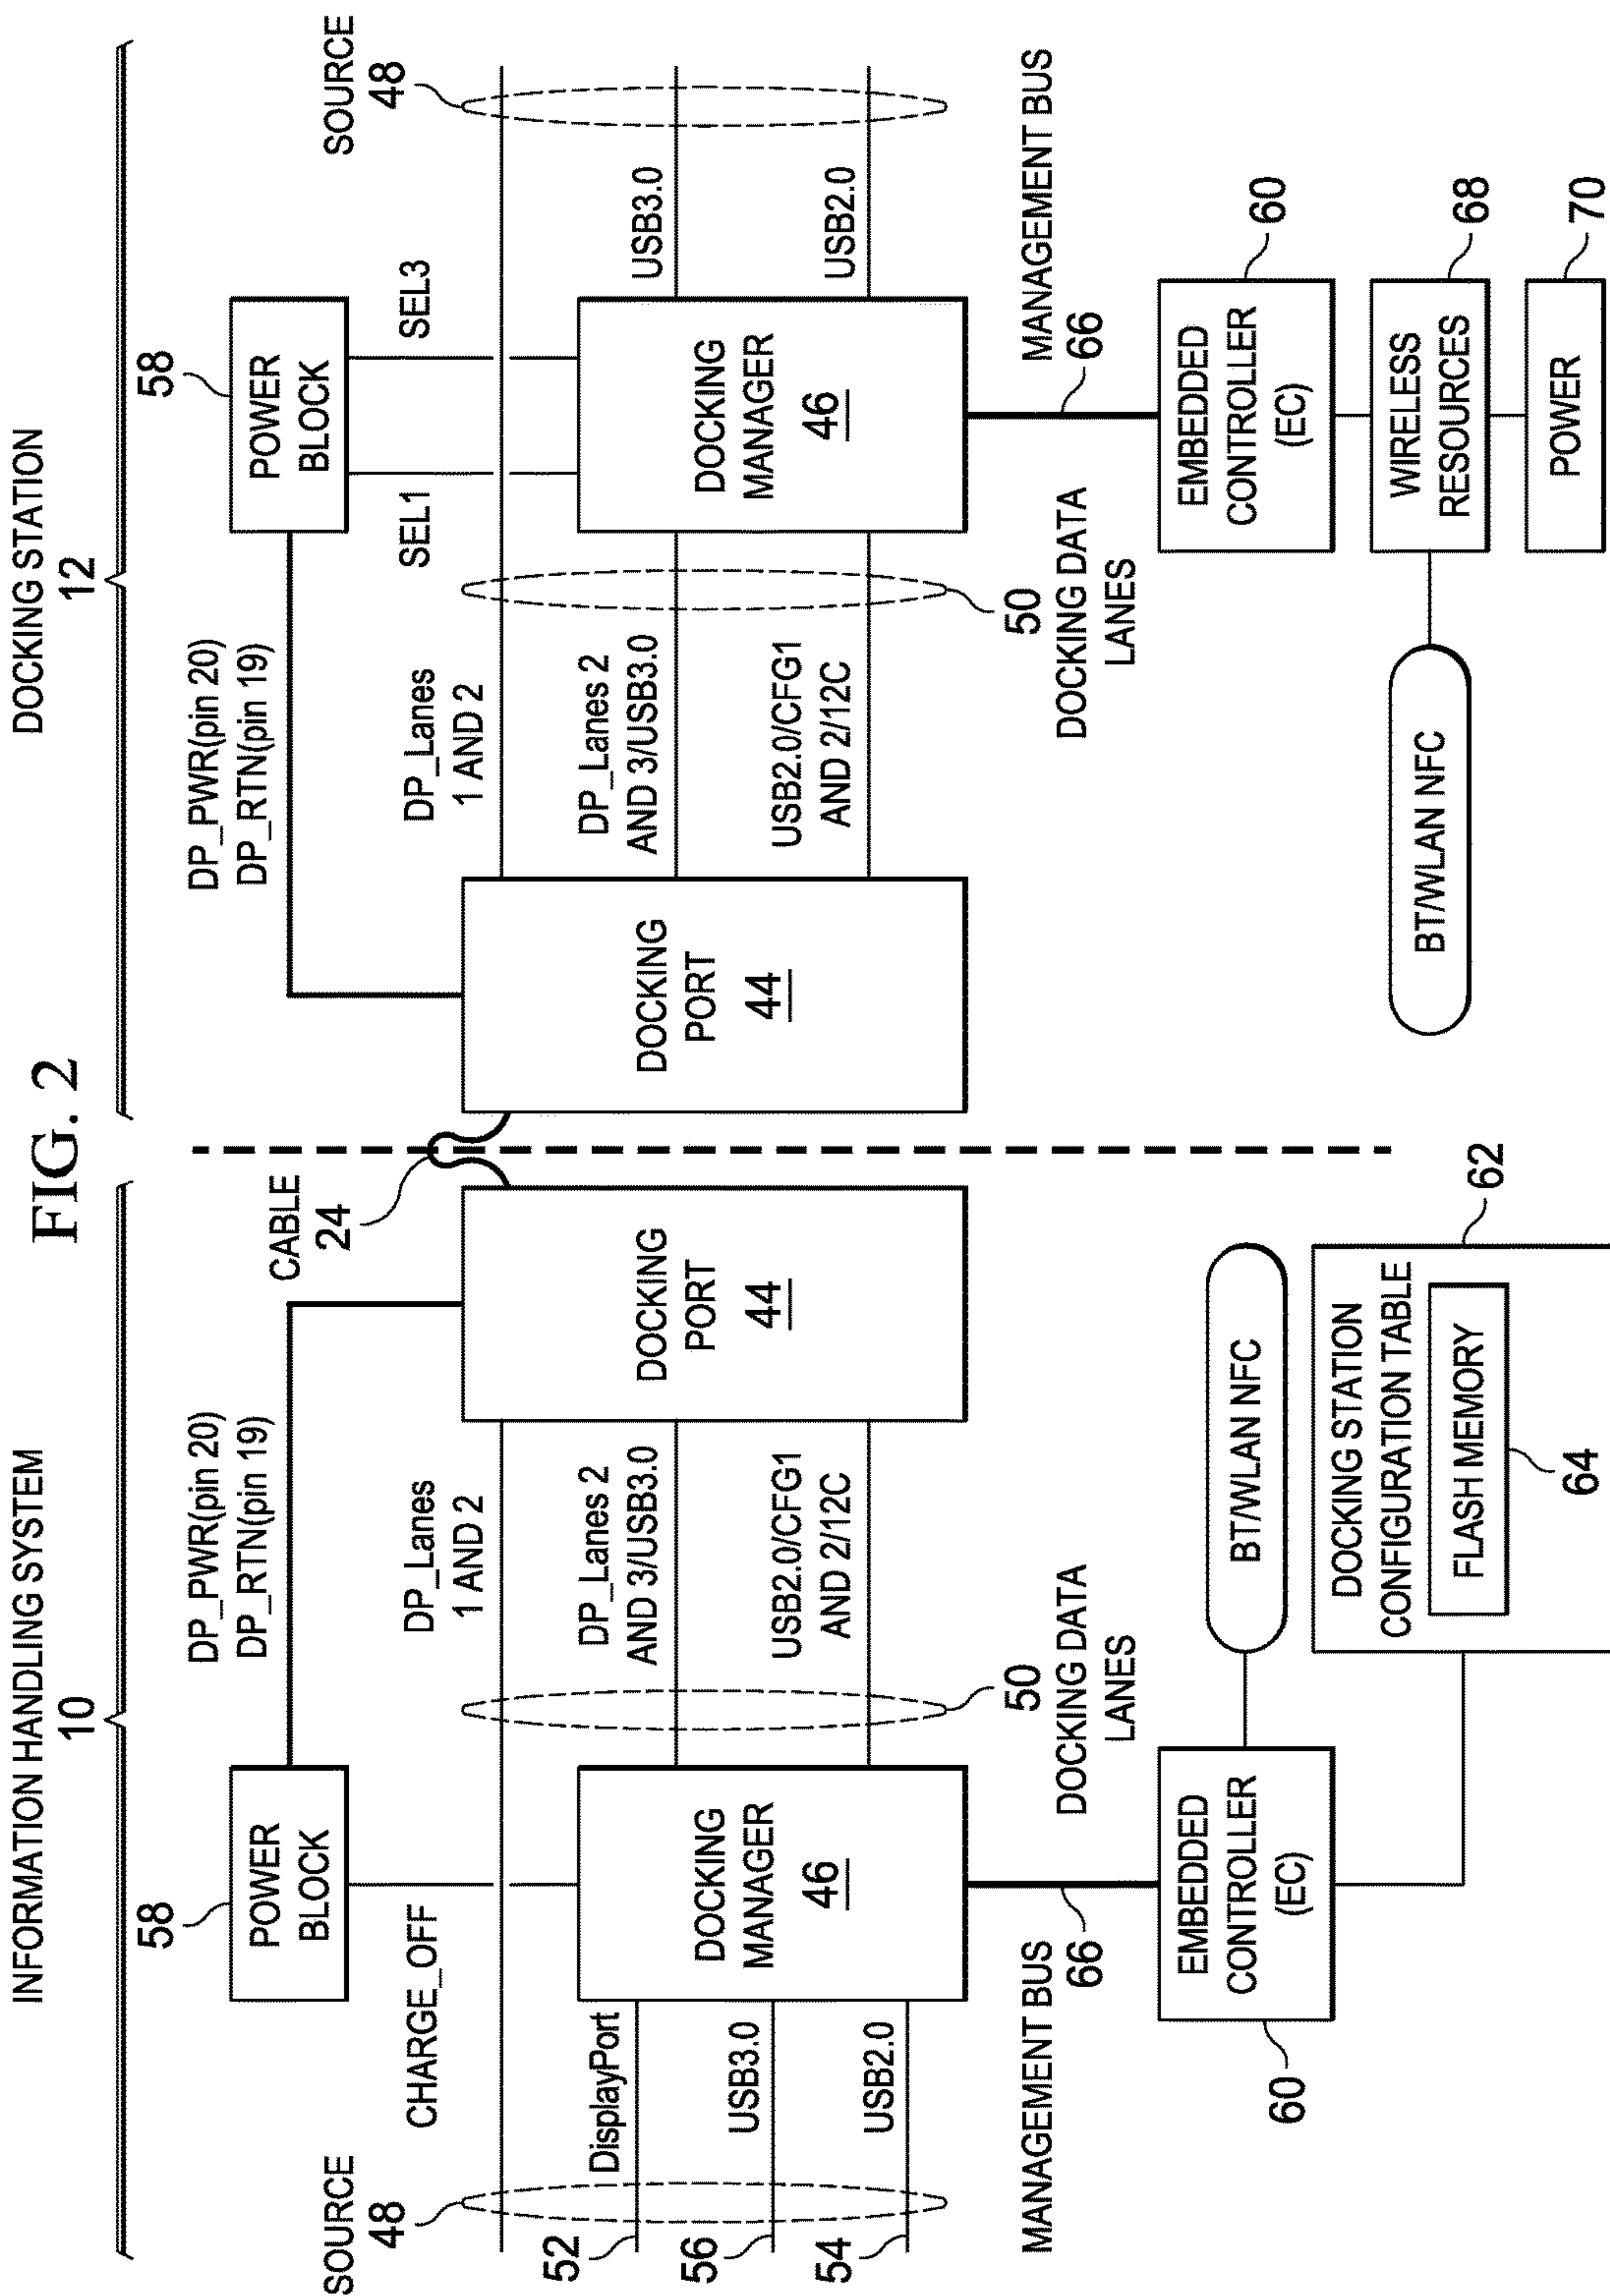 FIG. 2
INFORMATION HANDLING SYSTEM
10
DOCKING STATION
12
58
POWER
BLOCK
DP_PWR(pin 20)
DP_RTN(pin 19)
CABLE
24
DP_PWR(pin 20)
DP_RTN(pin 19)
58
POWER
BLOCK
SOURCE
48
CHARGE_OFF
DP_Lanes
1 AND 2
DP_Lanes
1 AND 2
SEL1
SEL3
SOURCE
48
52
DisplayPort
56
USB3.0
54
USB2.0
DOCKING
MANAGER
46
DP_Lanes 2
AND 3/USB3.0
USB2.0/CFG1
AND 2/12C
DOCKING
PORT
44
DOCKING
PORT
44
DP_Lanes 2
AND 3/USB3.0
USB2.0/CFG1
AND 2/12C
DOCKING
MANAGER
46
USB3.0
USB2.0
MANAGEMENT BUS
66
50
DOCKING DATA
LANES
50
DOCKING DATA
LANES
MANAGEMENT BUS
66
60
EMBEDDED
CONTROLLER
(EC)
BT/WLAN NFC
DOCKING STATION
CONFIGURATION TABLE
62
FLASH MEMORY
64
EMBEDDED
CONTROLLER
(EC)
60
BT/WLAN NFC
WIRELESS
RESOURCES
68
POWER
70